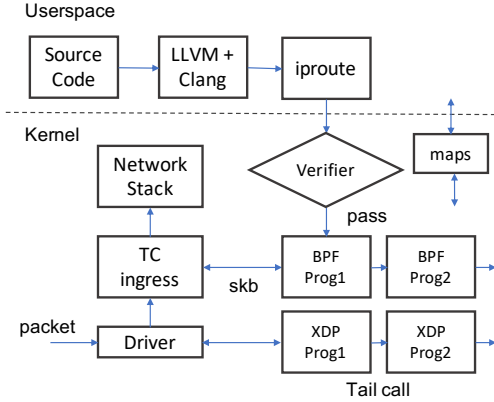 Userspace
Source
Code
LLVM +
Clang
iproute
Kernel
Verifier
maps
Network
Stack
pass
TC
ingress
skb
BPF
Prog1
BPF
Prog2
packet
Driver
XDP
Prog1
XDP
Prog2
Tail call